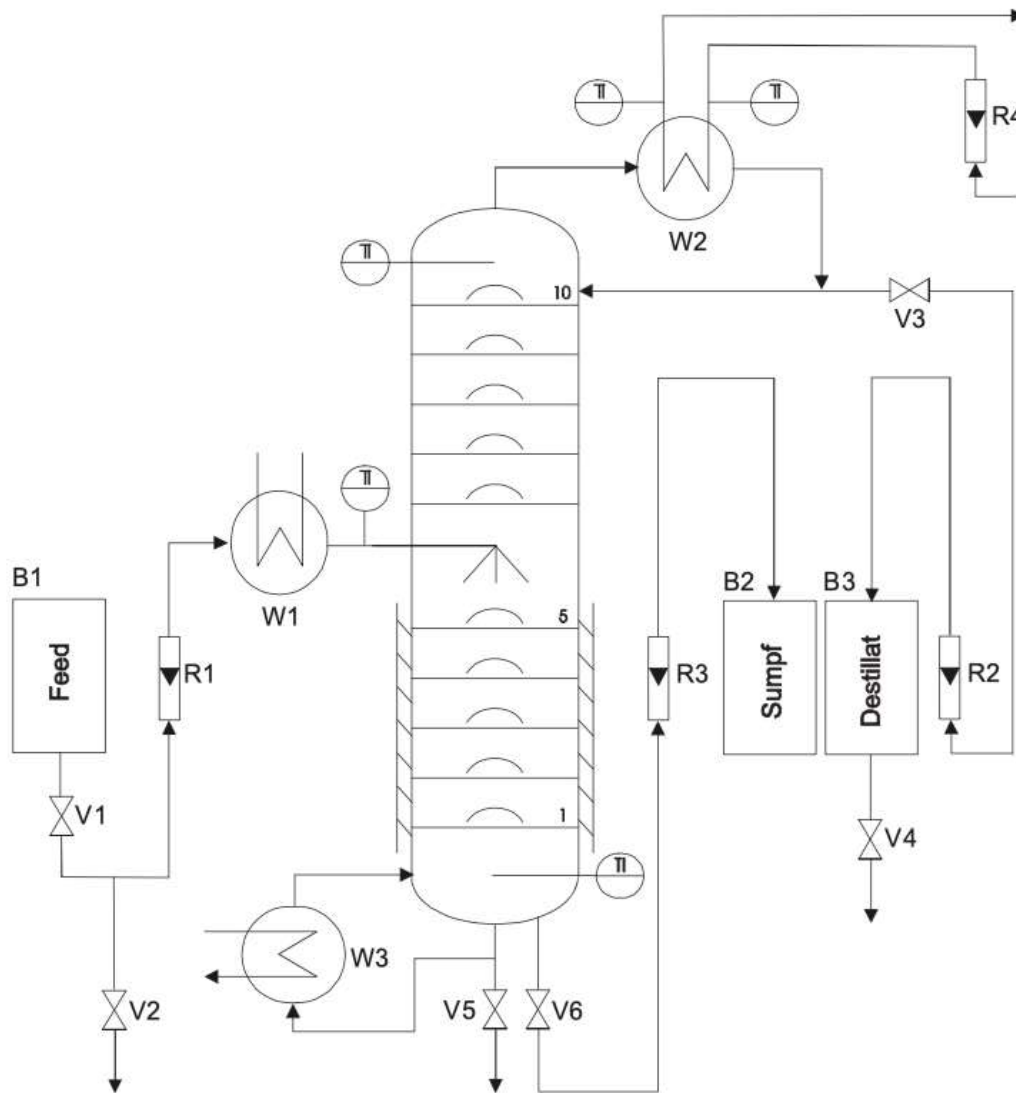 TI
TI
R4
W2
TI
10
V3
TI
B1
W1
Feed
R1
5
R3
B2
Sumpf
B3
Destillat
R2
V1
1
V4
TI
W3
V2
V5
V6